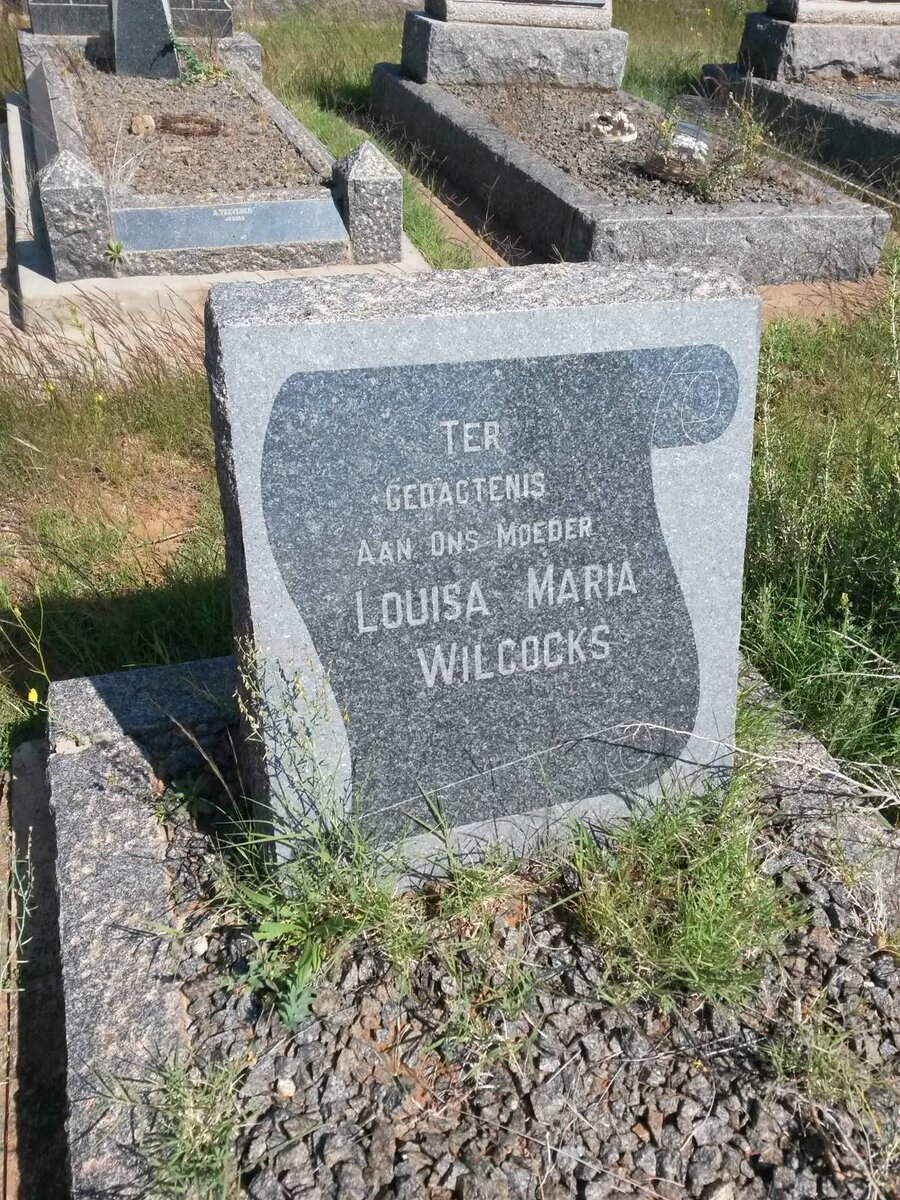 TER
GEDAGTENIS
AAN ONS MOEDER
LOUISA MARIA
WILCOCKS